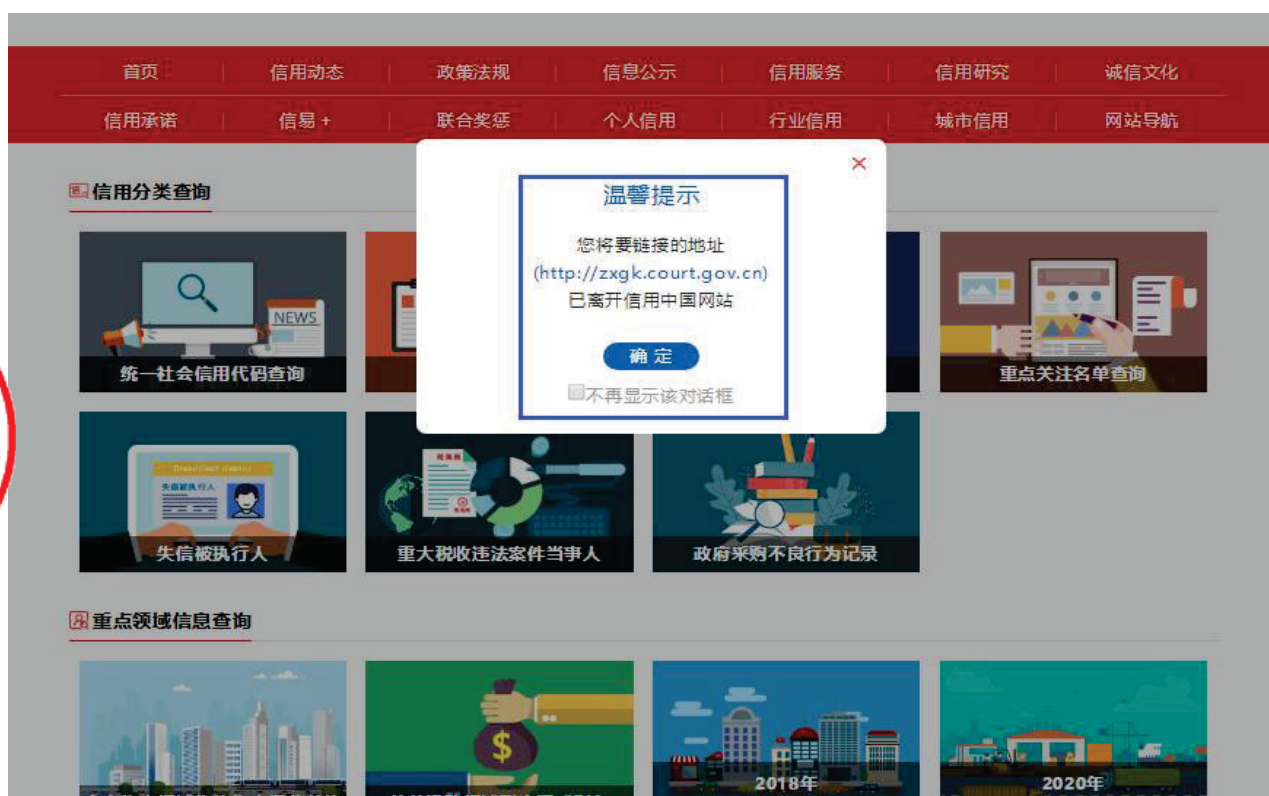 首页
信用动态
政策法规
信息公示
信用服务
信用研究
诚信文化
信用承诺
信易 +
联合奖惩
个人信用
行业信用
城市信用
网站导航
信用分类查询
温馨提示
您将要链接的地址
(http://zxgk.court.gov.cn)
已离开信用中国网站
确 定
不再显示该对话框
NEWS
统一社会信用代码查询
重点关注名单查询
失信被执行人
失信被执行人
重大税收违法案件当事人
政府采购不良行为记录
重点领域信息查询
2018年
2020年